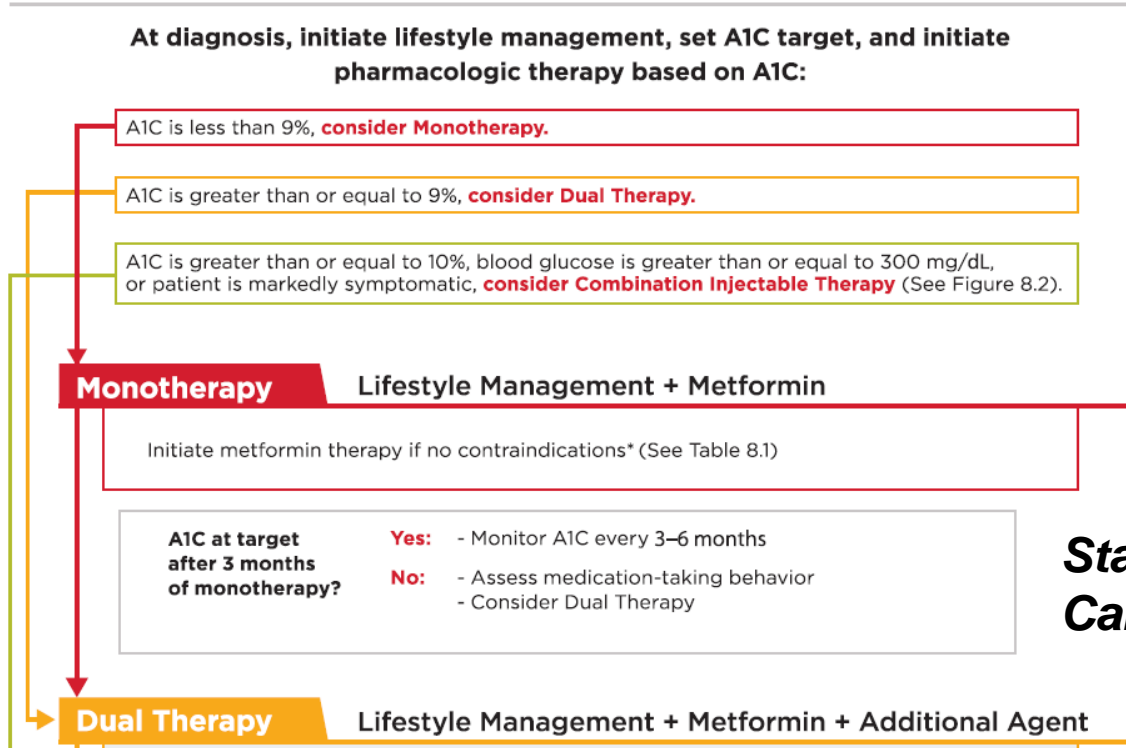 At diagnosis, initiate lifestyle management, set A1C target, and initiate
pharmacologic therapy based on A1C:
A1C is less than 9%, consider Monotherapy.
A1C is greater than or equal to 9%, consider Dual Therapy.
A1C is greater than or equal to 10%, blood glucose is greater than or equal to 300 mg/dL,
or patient is markedly symptomatic, consider Combination Injectable Therapy (See Figure 8.2).
Monotherapy Lifestyle Management + Metformin
Initiate metformin therapy if no contraindications* (See Table 8.1)
A1C at target
after 3 months
of monotherapy?
Yes: - Monitor A1C every 3–6 months
No: - Assess medication-taking behavior
- Consider Dual Therapy
Dual Therapy Lifestyle Management + Metformin + Additional Agent